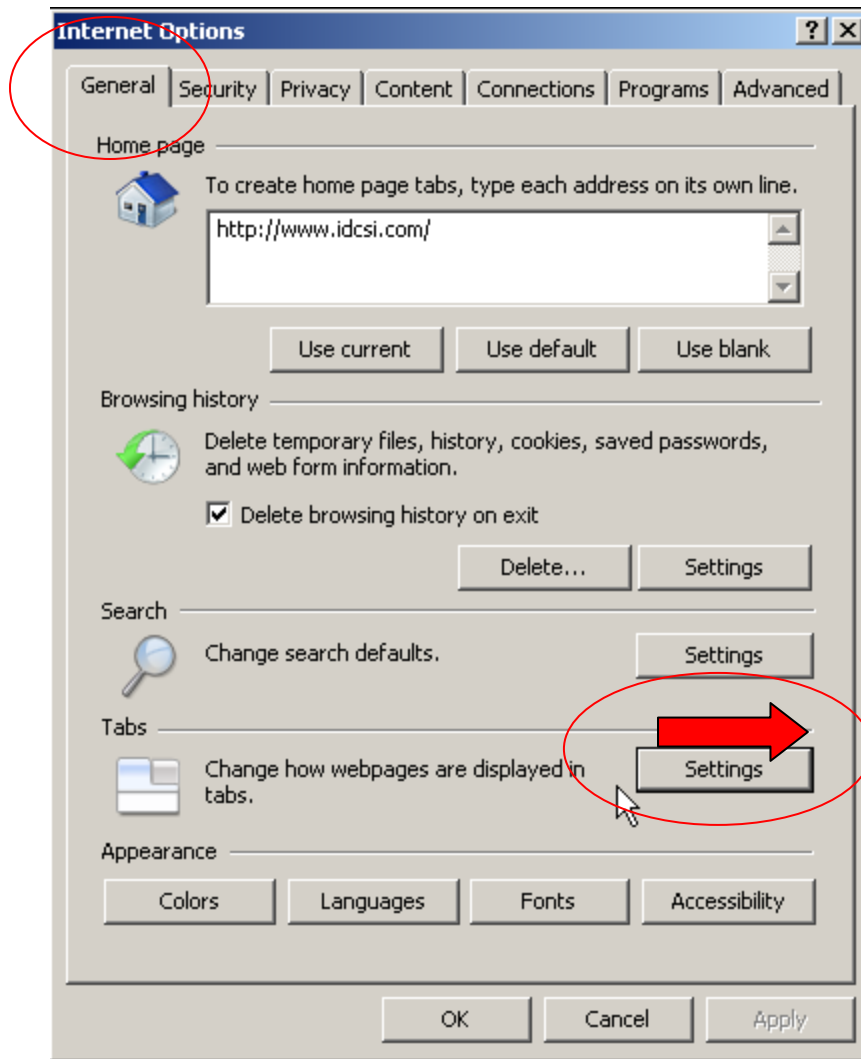 Internet Options
General Security Privacy Content Connections Programs Advanced
Home page
To create home page tabs, type each address on its own line.
http://www.idcsi.com/
Use current Use default Use blank
Browsing history
Delete temporary files, history, cookies, saved passwords,
and web form information.
Delete browsing history on exit
Delete... Settings
Search
Change search defaults. Settings
Tabs
Change how webpages are displayed in
tabs.
Settings
Appearance
Colors Languages Fonts Accessibility
OK Cancel Apply